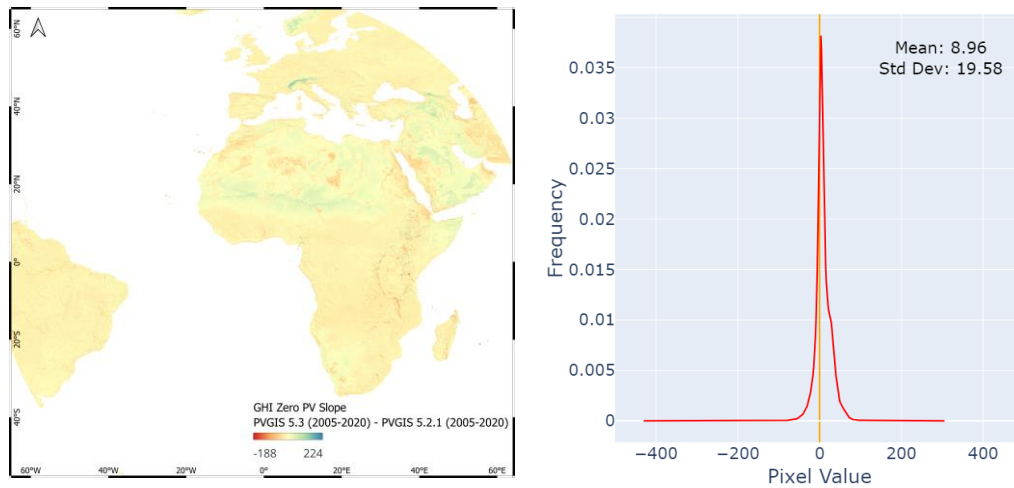 60°N
40°N
20°N
0°
20°S
40°S
GHI Zero PV Slope
PVGIS 5.3 (2005-2020) - PVGIS 5.2.1 (2005-2020)
-188 224
60°W 40°W 20°W 0° 20°E 40°E 60°E
Mean: 8.96
Std Dev: 19.58
Frequency
0.035
0.03
0.025
0.02
0.015
0.01
0.005
0
−400 −200 0 200 400
Pixel Value